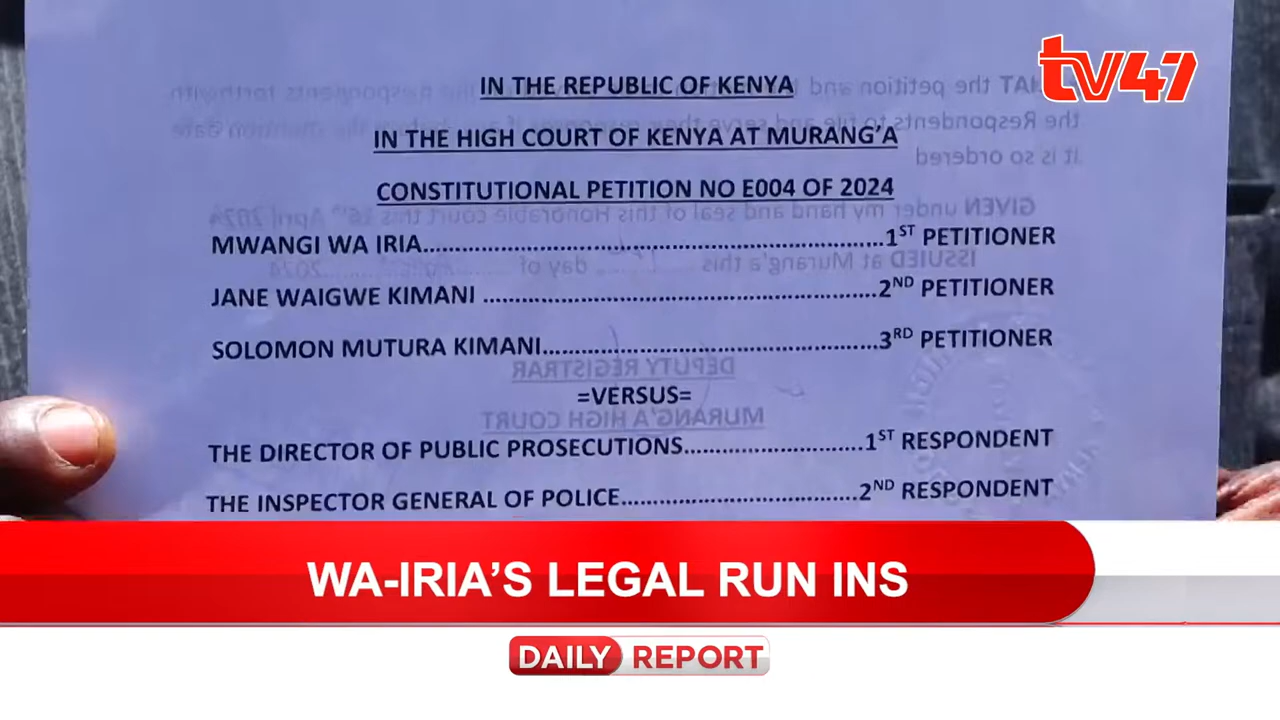 tv47
IN THE REPUBLIC OF KENYA
IN THE HIGH COURT OF KENYA AT MURANG'A
CONSTITUTIONAL PETITION NO E004 OF 2024
MWANGI WA IRIA..........................................................1ST PETITIONER
JANE WAIGWE KIMANI ..................................................2ND PETITIONER
SOLOMON MUTURA KIMANI...........................................3RD PETITIONER
=VERSUS=
THE DIRECTOR OF PUBLIC PROSECUTIONS......................1ST RESPONDENT
THE INSPECTOR GENERAL OF POLICE..............................2ND RESPONDENT
WA-IRIA'S LEGAL RUN INS
DAILY REPORT